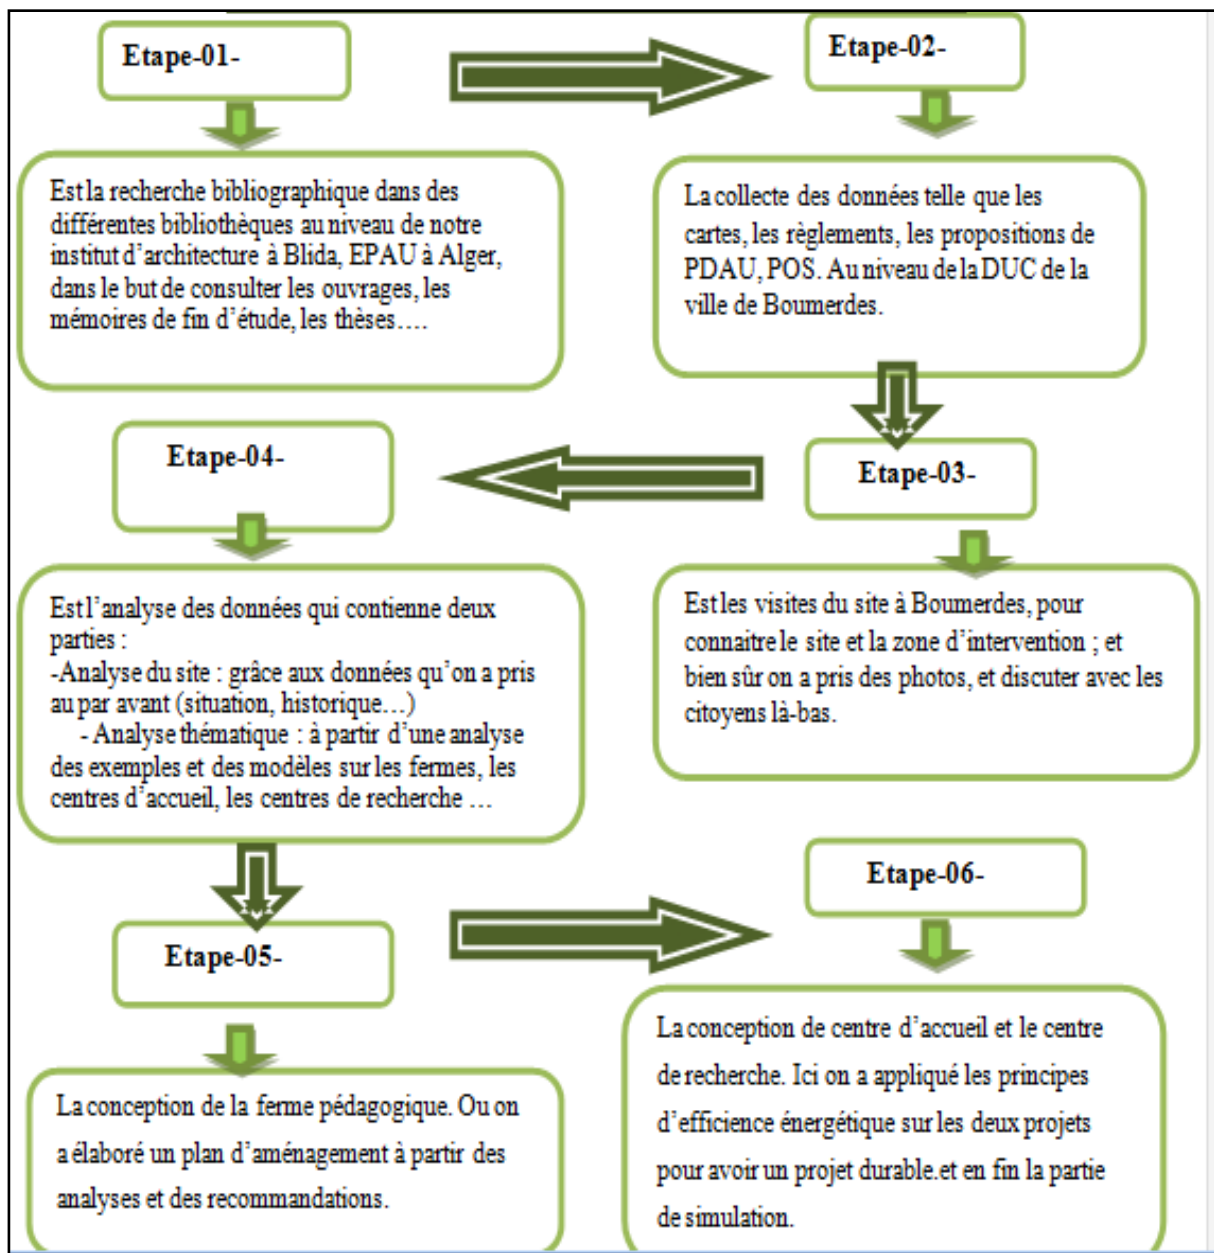 Etape-01-
Est la recherche bibliographique dans des
différentes bibliothèques au niveau de notre
institut d’architecture à Blida, EPAU à Alger,
dans le but de consulter les ouvrages, les
mémoires de fin d’étude, les thèses….
Etape-02-
La collecte des données telle que les
cartes, les règlements, les propositions de
PDAU, POS. Au niveau de la DUC de la
ville de Boumerdes.
Etape-03-
Est les visites du site à Boumerdes, pour
connaitre le site et la zone d’intervention ; et
bien sûr on a pris des photos, et discuter avec les
citoyens là-bas.
Etape-04-
Est l’analyse des données qui contienne deux
parties :
-Analyse du site : grâce aux données qu’on a pris
au par avant (situation, historique…)
- Analyse thématique : à partir d’une analyse
des exemples et des modèles sur les fermes, les
centres d’accueil, les centres de recherche …
Etape-05-
La conception de la ferme pédagogique. Ou on
a élaboré un plan d’aménagement à partir des
analyses et des recommandations.
Etape-06-
La conception de centre d’accueil et le centre
de recherche. Ici on a appliqué les principes
d’efficience énergétique sur les deux projets
pour avoir un projet durable.et en fin la partie
de simulation.